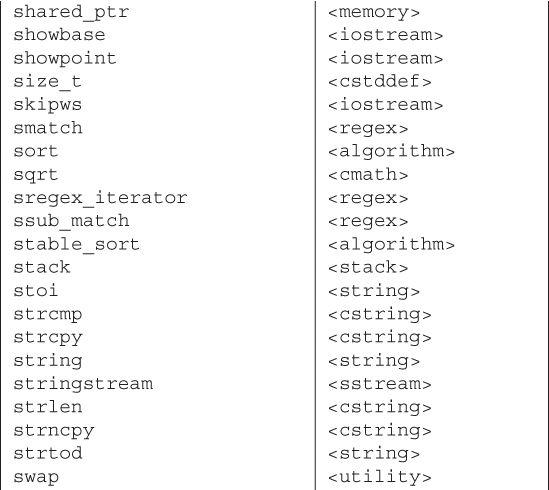 shared_ptr <memory>
showbase <iostream>
showpoint <iostream>
size_t <cstddef>
skipws <iostream>
smatch <regex>
sort <algorithm>
sqrt <cmath>
sregex_iterator <regex>
ssub_match <regex>
stable_sort <algorithm>
stack <stack>
stoi <string>
strcmp <cstring>
strcpy <cstring>
string <string>
stringstream <sstream>
strlen <cstring>
strncpy <cstring>
strtod <string>
swap <utility>